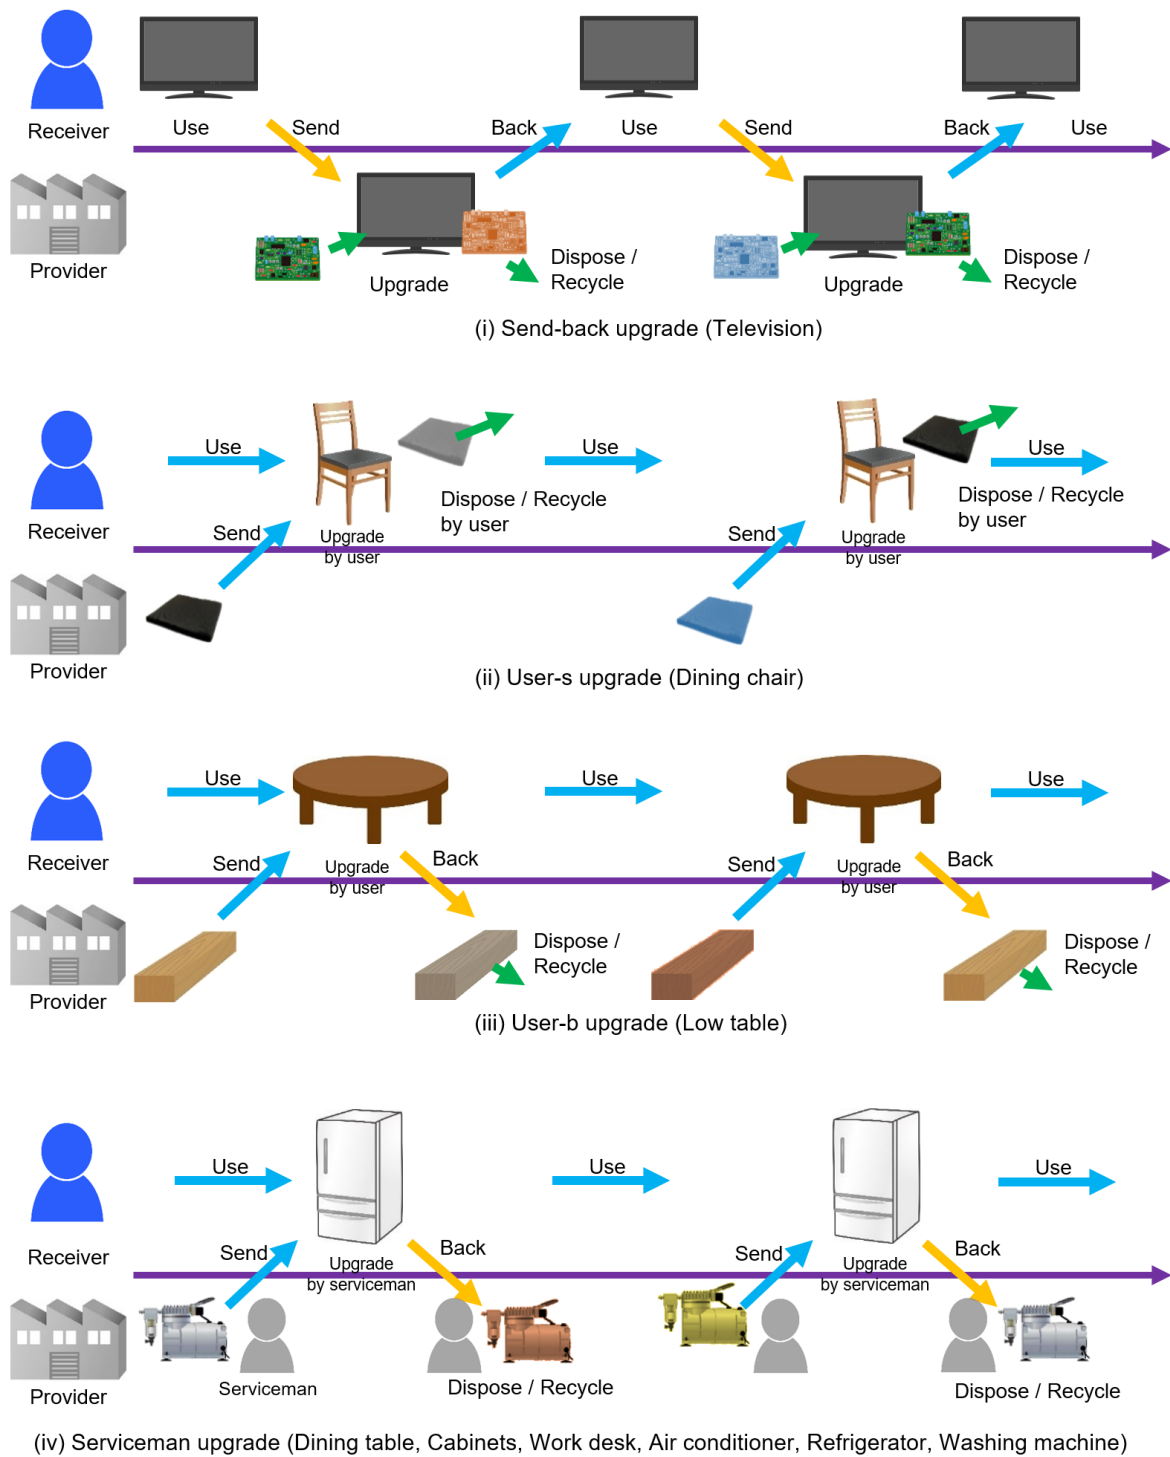 Receiver
Use
Send
Back
Use
Send
Back
Use
Provider
Upgrade
Dispose /
Recycle
Upgrade
Dispose /
Recycle
(i) Send-back upgrade (Television)
Receiver
Use
Send
Upgrade
by user
Dispose / Recycle
by user
Use
Send
Upgrade
by user
Use
Dispose / Recycle
by user
Provider
(ii) User-s upgrade (Dining chair)
Receiver
Use
Send
Upgrade
by user
Back
Use
Send
Upgrade
by user
Back
Use
Provider
Dispose /
Recycle
Dispose /
Recycle
(iii) User-b upgrade (Low table)
Receiver
Use
Send
Upgrade
by serviceman
Back
Use
Send
Upgrade
by serviceman
Back
Use
Provider
Serviceman
Dispose / Recycle
Dispose / Recycle
(iv) Serviceman upgrade (Dining table, Cabinets, Work desk, Air conditioner, Refrigerator, Washing machine)